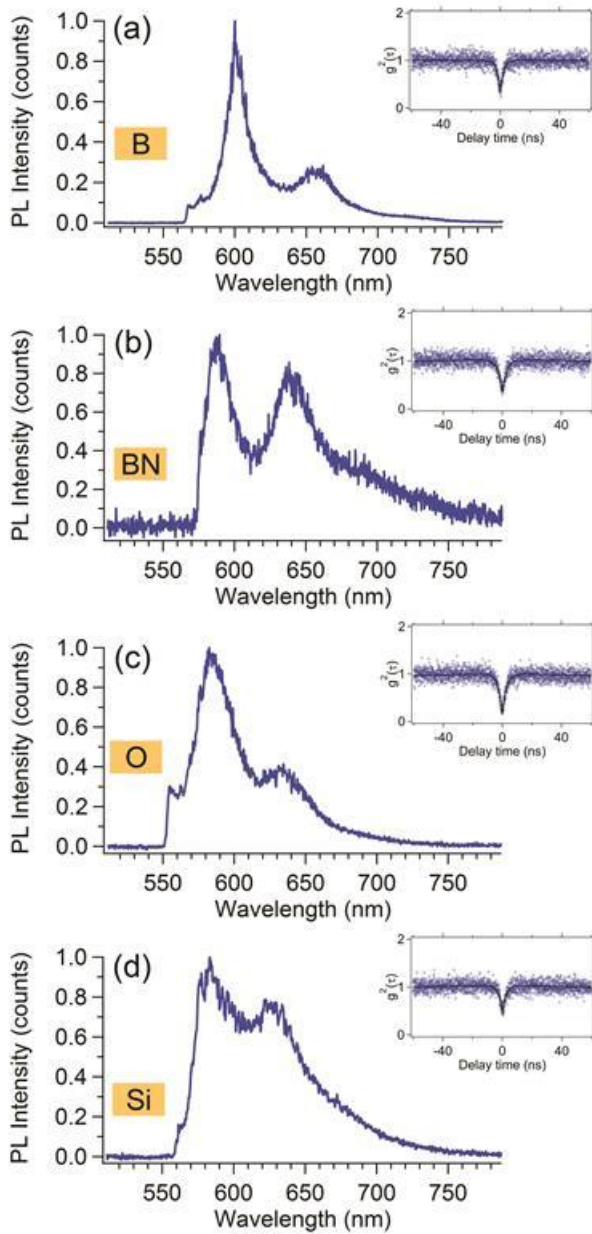 (a)
PL Intensity (counts)
1.0
0.8
0.6
0.4
0.2
0.0
B
550 600 650 700 750
Wavelength (nm)
g²(τ)
2
1
0
-40 0 40
Delay time (ns)
(b)
PL Intensity (counts)
1.0
0.8
0.6
0.4
0.2
0.0
BN
550 600 650 700 750
Wavelength (nm)
g²(τ)
2
1
0
-40 0 40
Delay time (ns)
(c)
PL Intensity (counts)
1.0
0.8
0.6
0.4
0.2
0.0
O
550 600 650 700 750
Wavelength (nm)
g²(τ)
2
1
0
-40 0 40
Delay time (ns)
(d)
PL Intensity (counts)
1.0
0.8
0.6
0.4
0.2
0.0
Si
550 600 650 700 750
Wavelength (nm)
g²(τ)
2
1
0
-40 0 40
Delay time (ns)